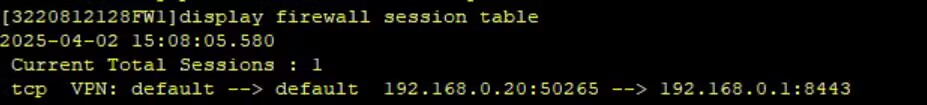 [3220812128FW1]display firewall session table
2025-04-02 15:08:05.580
Current Total Sessions : 1
tcp VPN: default --> default 192.168.0.20:50265 --> 192.168.0.1:8443